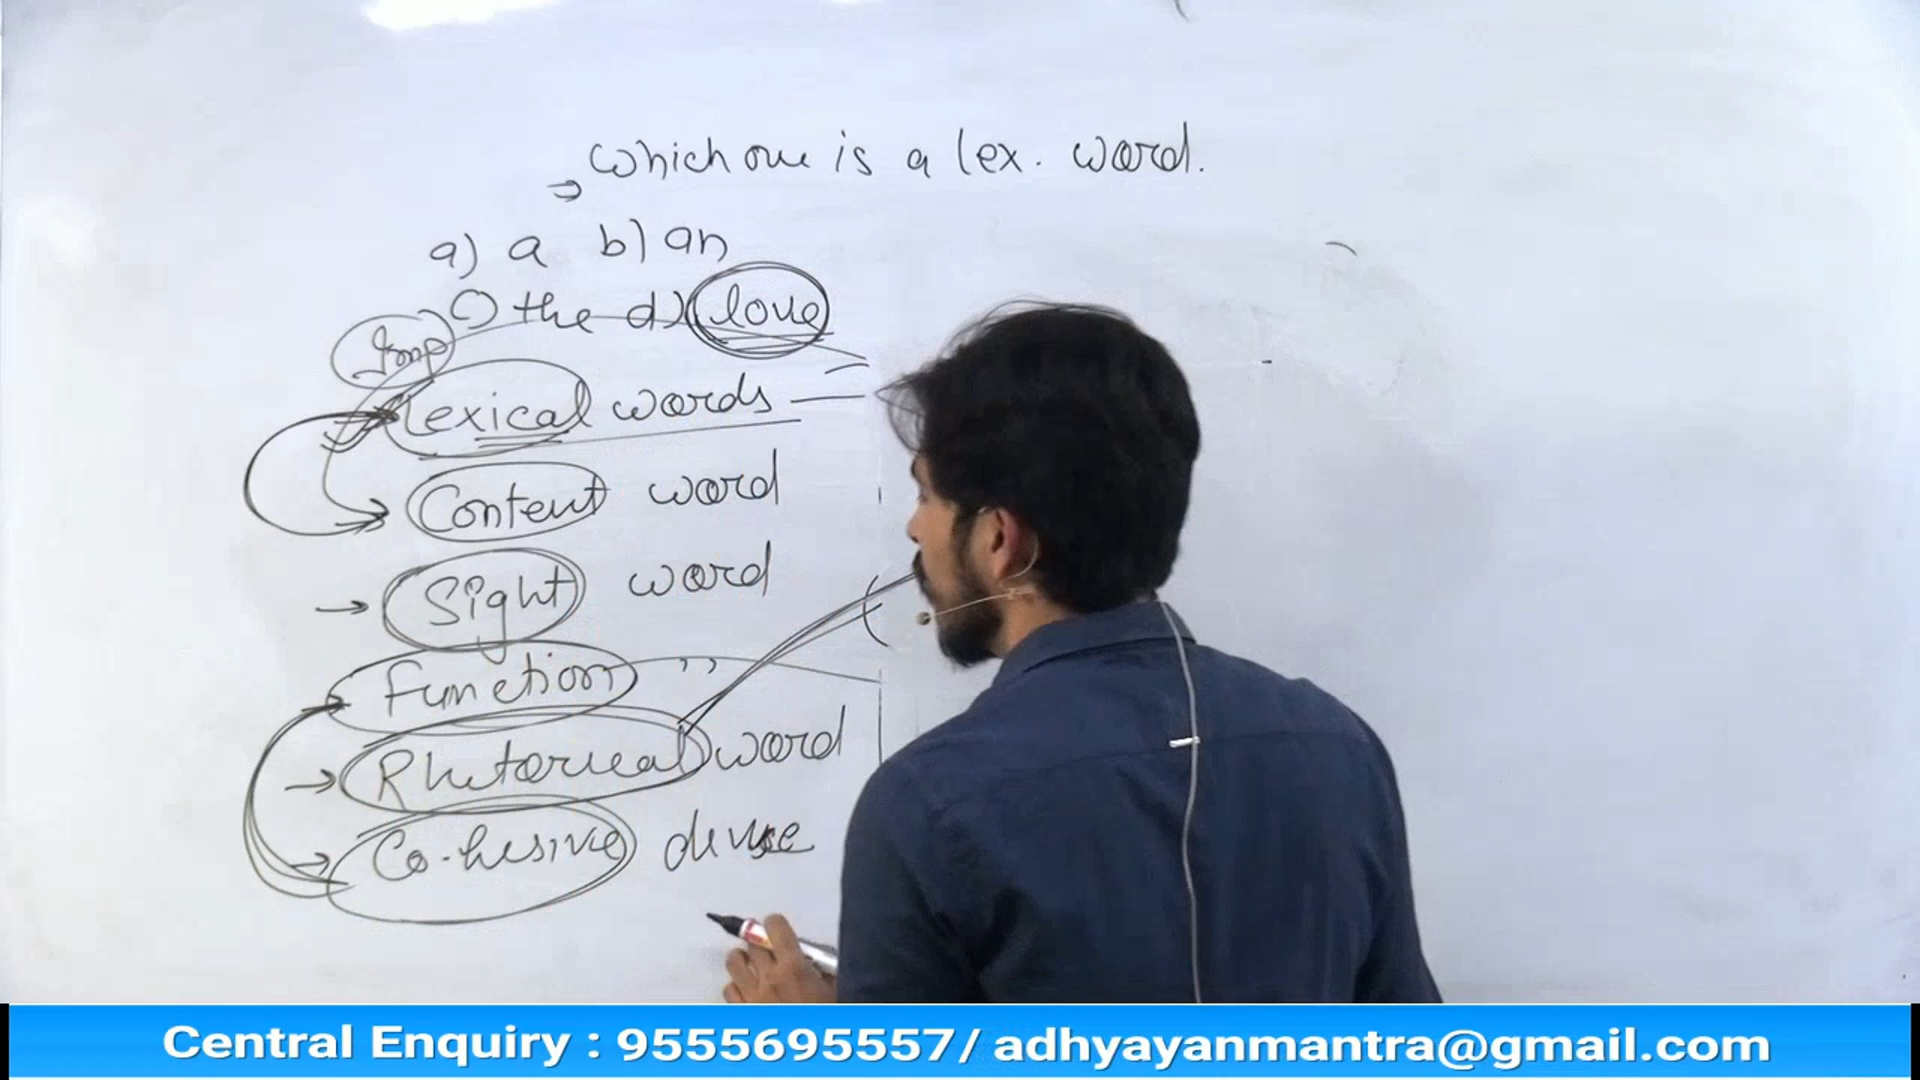 ⇒ Which one is a lex. word.
a) a b) an
c) the d) love
Imp
Lexical words
Content word
→ Sight word
function ,,
→ Rhetorical word
Co-hesive devise
Central Enquiry : 9555695557/ adhyayanmantra@gmail.com